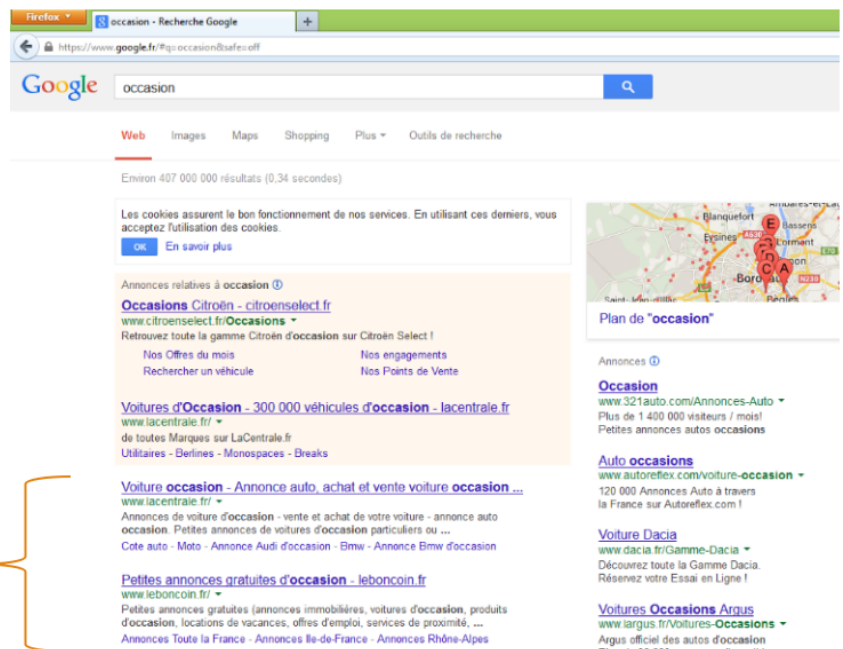 Firefox
occasion - Recherche Google
https://www.google.fr/#q=occasion&safe=off
Google
occasion
Web Images Maps Shopping Plus Outils de recherche
Environ 407 000 000 résultats (0,34 secondes)
Les cookies assurent le bon fonctionnement de nos services. En utilisant ces derniers, vous
acceptez l'utilisation des cookies.
OK En savoir plus
Annonces relatives à occasion
Occasions Citroën - citroenselect.fr
www.citroenselect.fr/Occasions
Retrouvez toute la gamme Citroën d'occasion sur Citroën Select !
Nos Offres du mois Nos engagements
Rechercher un véhicule Nos Points de Vente
Voitures d'Occasion - 300 000 véhicules d'occasion - lacentrale.fr
www.lacentrale.fr/
de toutes Marques sur LaCentrale.fr
Utilitaires - Berlines - Monospaces - Breaks
Voiture occasion - Annonce auto, achat et vente voiture occasion ...
www.lacentrale.fr/
Annonces de voiture d'occasion - vente et achat de votre voiture - annonce auto
occasion. Petites annonces de voitures d'occasion particuliers ou ...
Cote auto - Moto - Annonce Audi d'occasion - Bmw - Annonce Bmw d'occasion
Petites annonces gratuites d'occasion - leboncoin.fr
www.leboncoin.fr/
Petites annonces gratuites (annonces immobilières, voitures d'occasion, produits
d'occasion, locations de vacances, offres d'emploi, services de proximité, ...
Annonces Toute la France - Annonces Ile-de-France - Annonces Rhône-Alpes
Blanquefort
E
Bassens
Eysines
A630
Lormont
E70
D
C A
N230
Bègles
Plan de "occasion"
Annonces
Occasion
www.321auto.com/Annonces-Auto
Plus de 1 400 000 visiteurs / mois!
Petites annonces autos occasions
Auto occasions
www.autoreflex.com/voiture-occasion
120 000 Annonces Auto à travers
la France sur Autoreflex.com !
Voiture Dacia
www.dacia.fr/Gamme-Dacia
Découvrez toute la Gamme Dacia.
Réservez votre Essai en Ligne !
Voitures Occasions Argus
www.largus.fr/Voitures-Occasions
Argus officiel des autos d'occasion